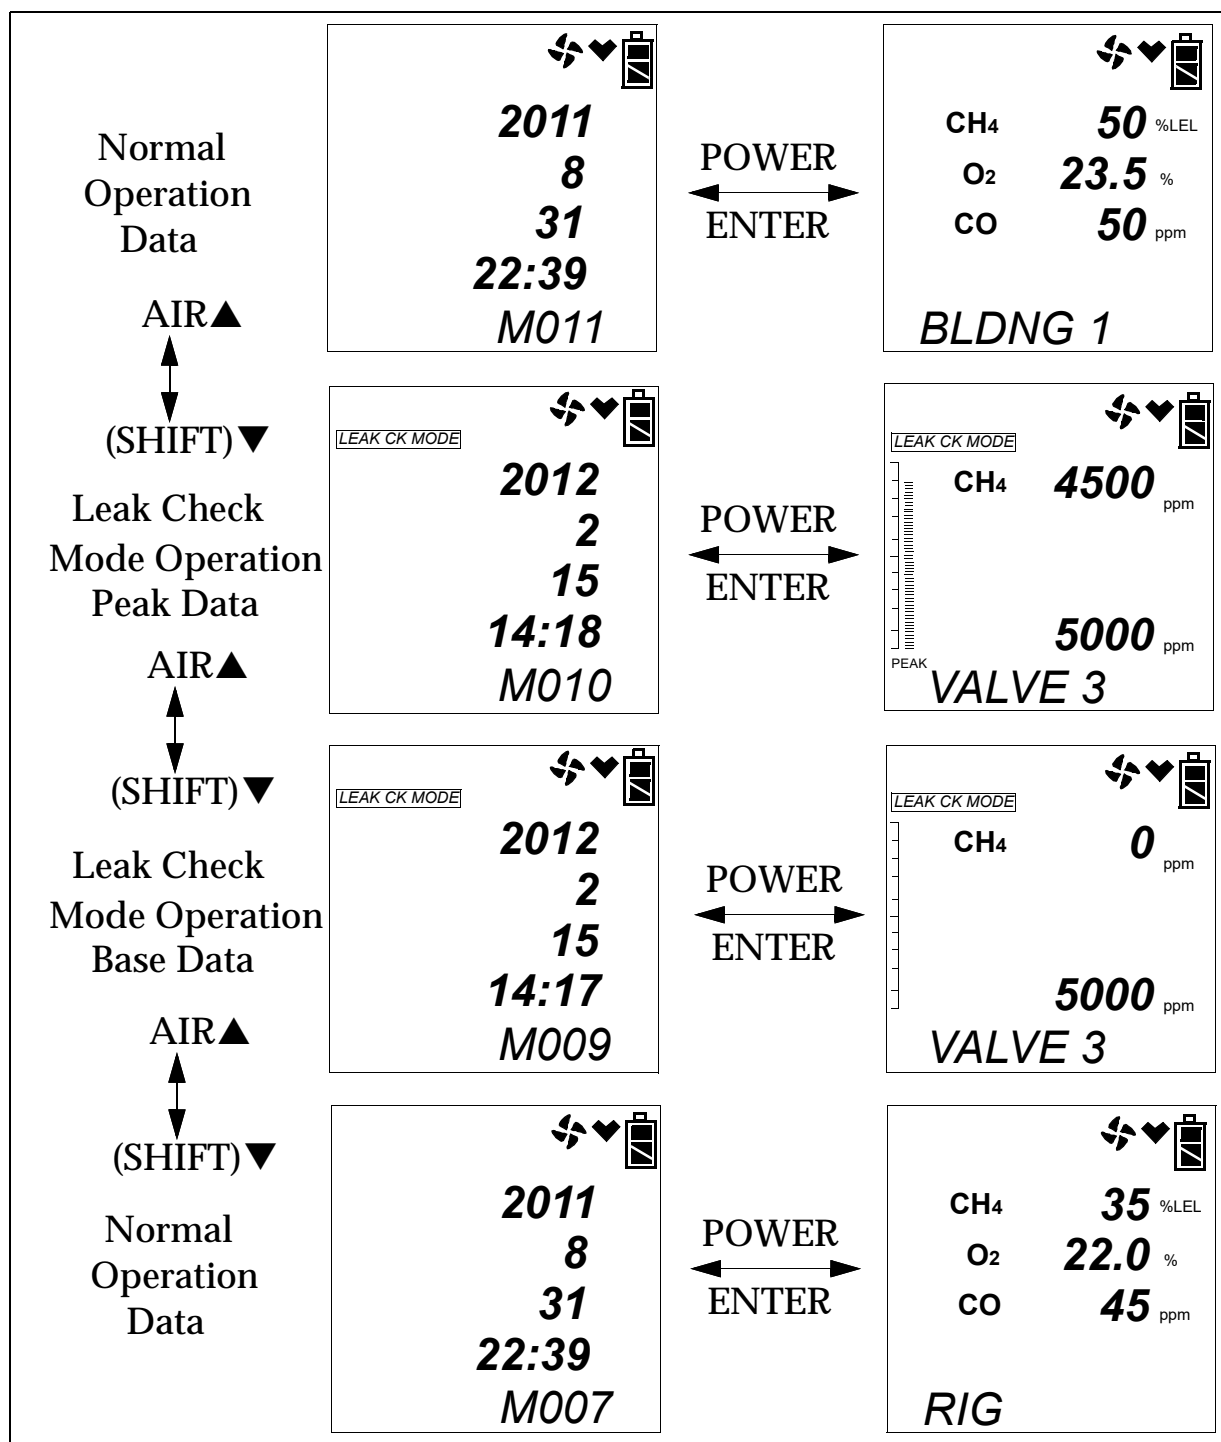 Normal
Operation
Data
2011
8
31
22:39
M011
POWER
ENTER
CH4 50 %LEL
O2 23.5 %
CO 50 ppm
BLDNG 1
AIR▲
(SHIFT)▼
Leak Check
Mode Operation
Peak Data
LEAK CK MODE
2012
2
15
14:18
M010
POWER
ENTER
LEAK CK MODE
CH4 4500 ppm
5000 ppm
PEAK
VALVE 3
AIR▲
(SHIFT)▼
Leak Check
Mode Operation
Base Data
LEAK CK MODE
2012
2
15
14:17
M009
POWER
ENTER
LEAK CK MODE
CH4 0 ppm
5000 ppm
VALVE 3
AIR▲
(SHIFT)▼
Normal
Operation
Data
2011
8
31
22:39
M007
POWER
ENTER
CH4 35 %LEL
O2 22.0 %
CO 45 ppm
RIG